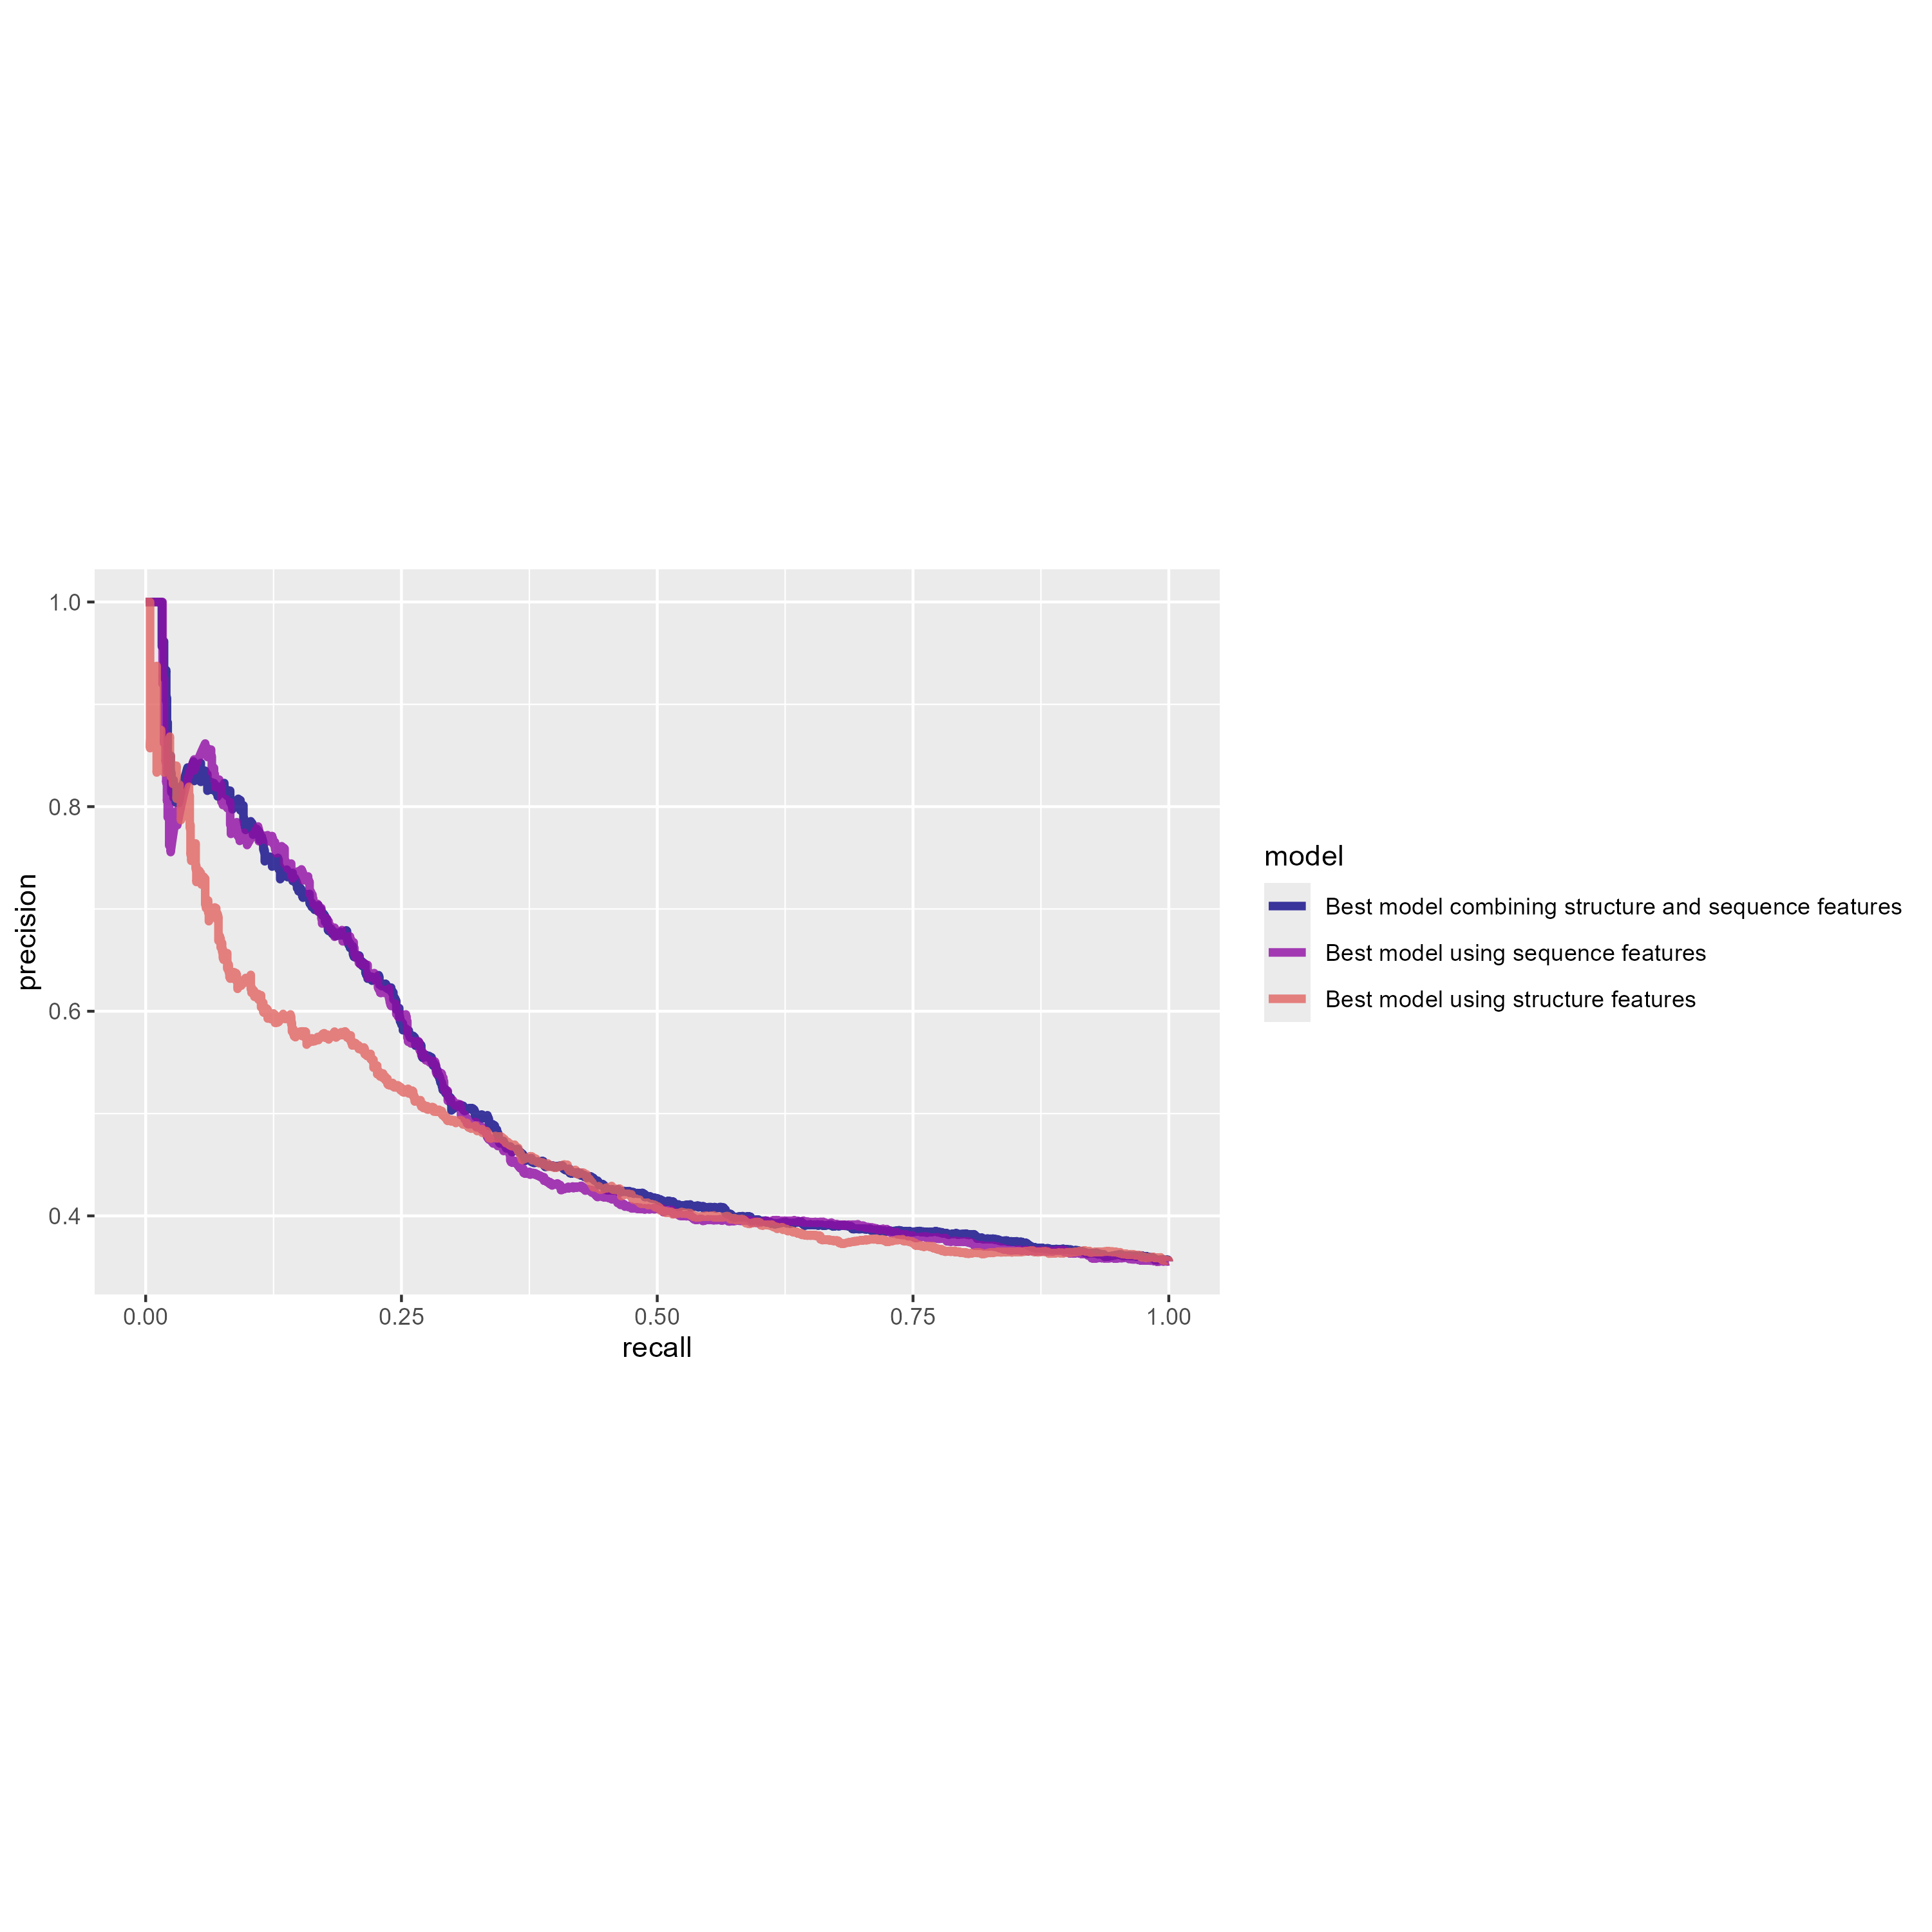 1.0
0.8
0.6
0.4
precision
0.00
0.25
0.50
0.75
1.00
recall
model
Best model combining structure and sequence features
Best model using sequence features
Best model using structure features